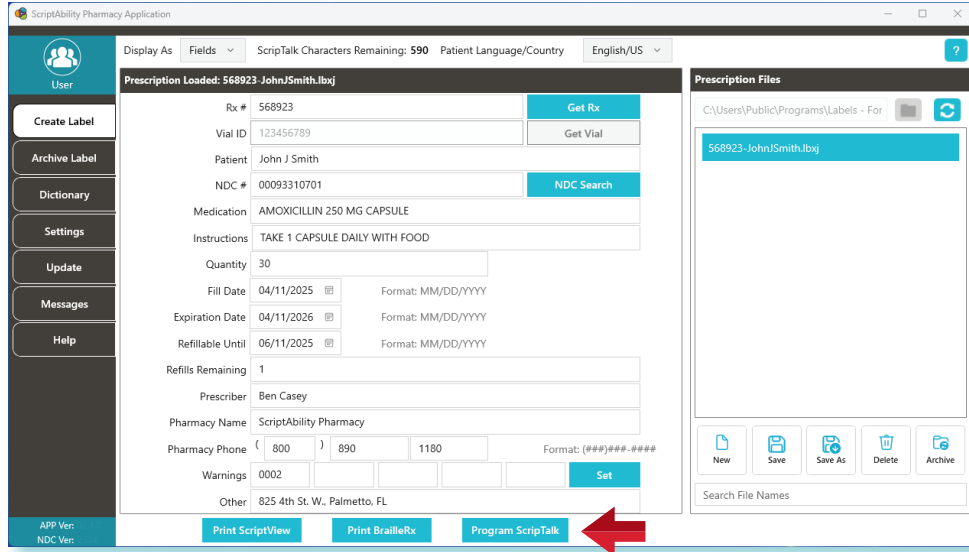 ScriptAbility Pharmacy Application
User
Create Label
Archive Label
Dictionary
Settings
Update
Messages
Help
APP Ver:
NDC Ver:
Display As Fields ScripTalk Characters Remaining: 590 Patient Language/Country English/US ?
Prescription Loaded: 568923-JohnJSmith.lbxj
Rx # 568923 Get Rx
Vial ID 123456789 Get Vial
Patient John J Smith
NDC # 00093310701 NDC Search
Medication AMOXICILLIN 250 MG CAPSULE
Instructions TAKE 1 CAPSULE DAILY WITH FOOD
Quantity 30
Fill Date 04/11/2025 Format: MM/DD/YYYY
Expiration Date 04/11/2026 Format: MM/DD/YYYY
Refillable Until 06/11/2025 Format: MM/DD/YYYY
Refills Remaining 1
Prescriber Ben Casey
Pharmacy Name ScriptAbility Pharmacy
Pharmacy Phone ( 800 ) 890 1180 Format: (###)###-####
Warnings 0002 Set
Other 825 4th St. W., Palmetto, FL
Print ScriptView Print BrailleRx Program ScripTalk
Prescription Files
C:\Users\Public\Programs\Labels - For
568923-JohnJSmith.lbxj
New Save Save As Delete Archive
Search File Names